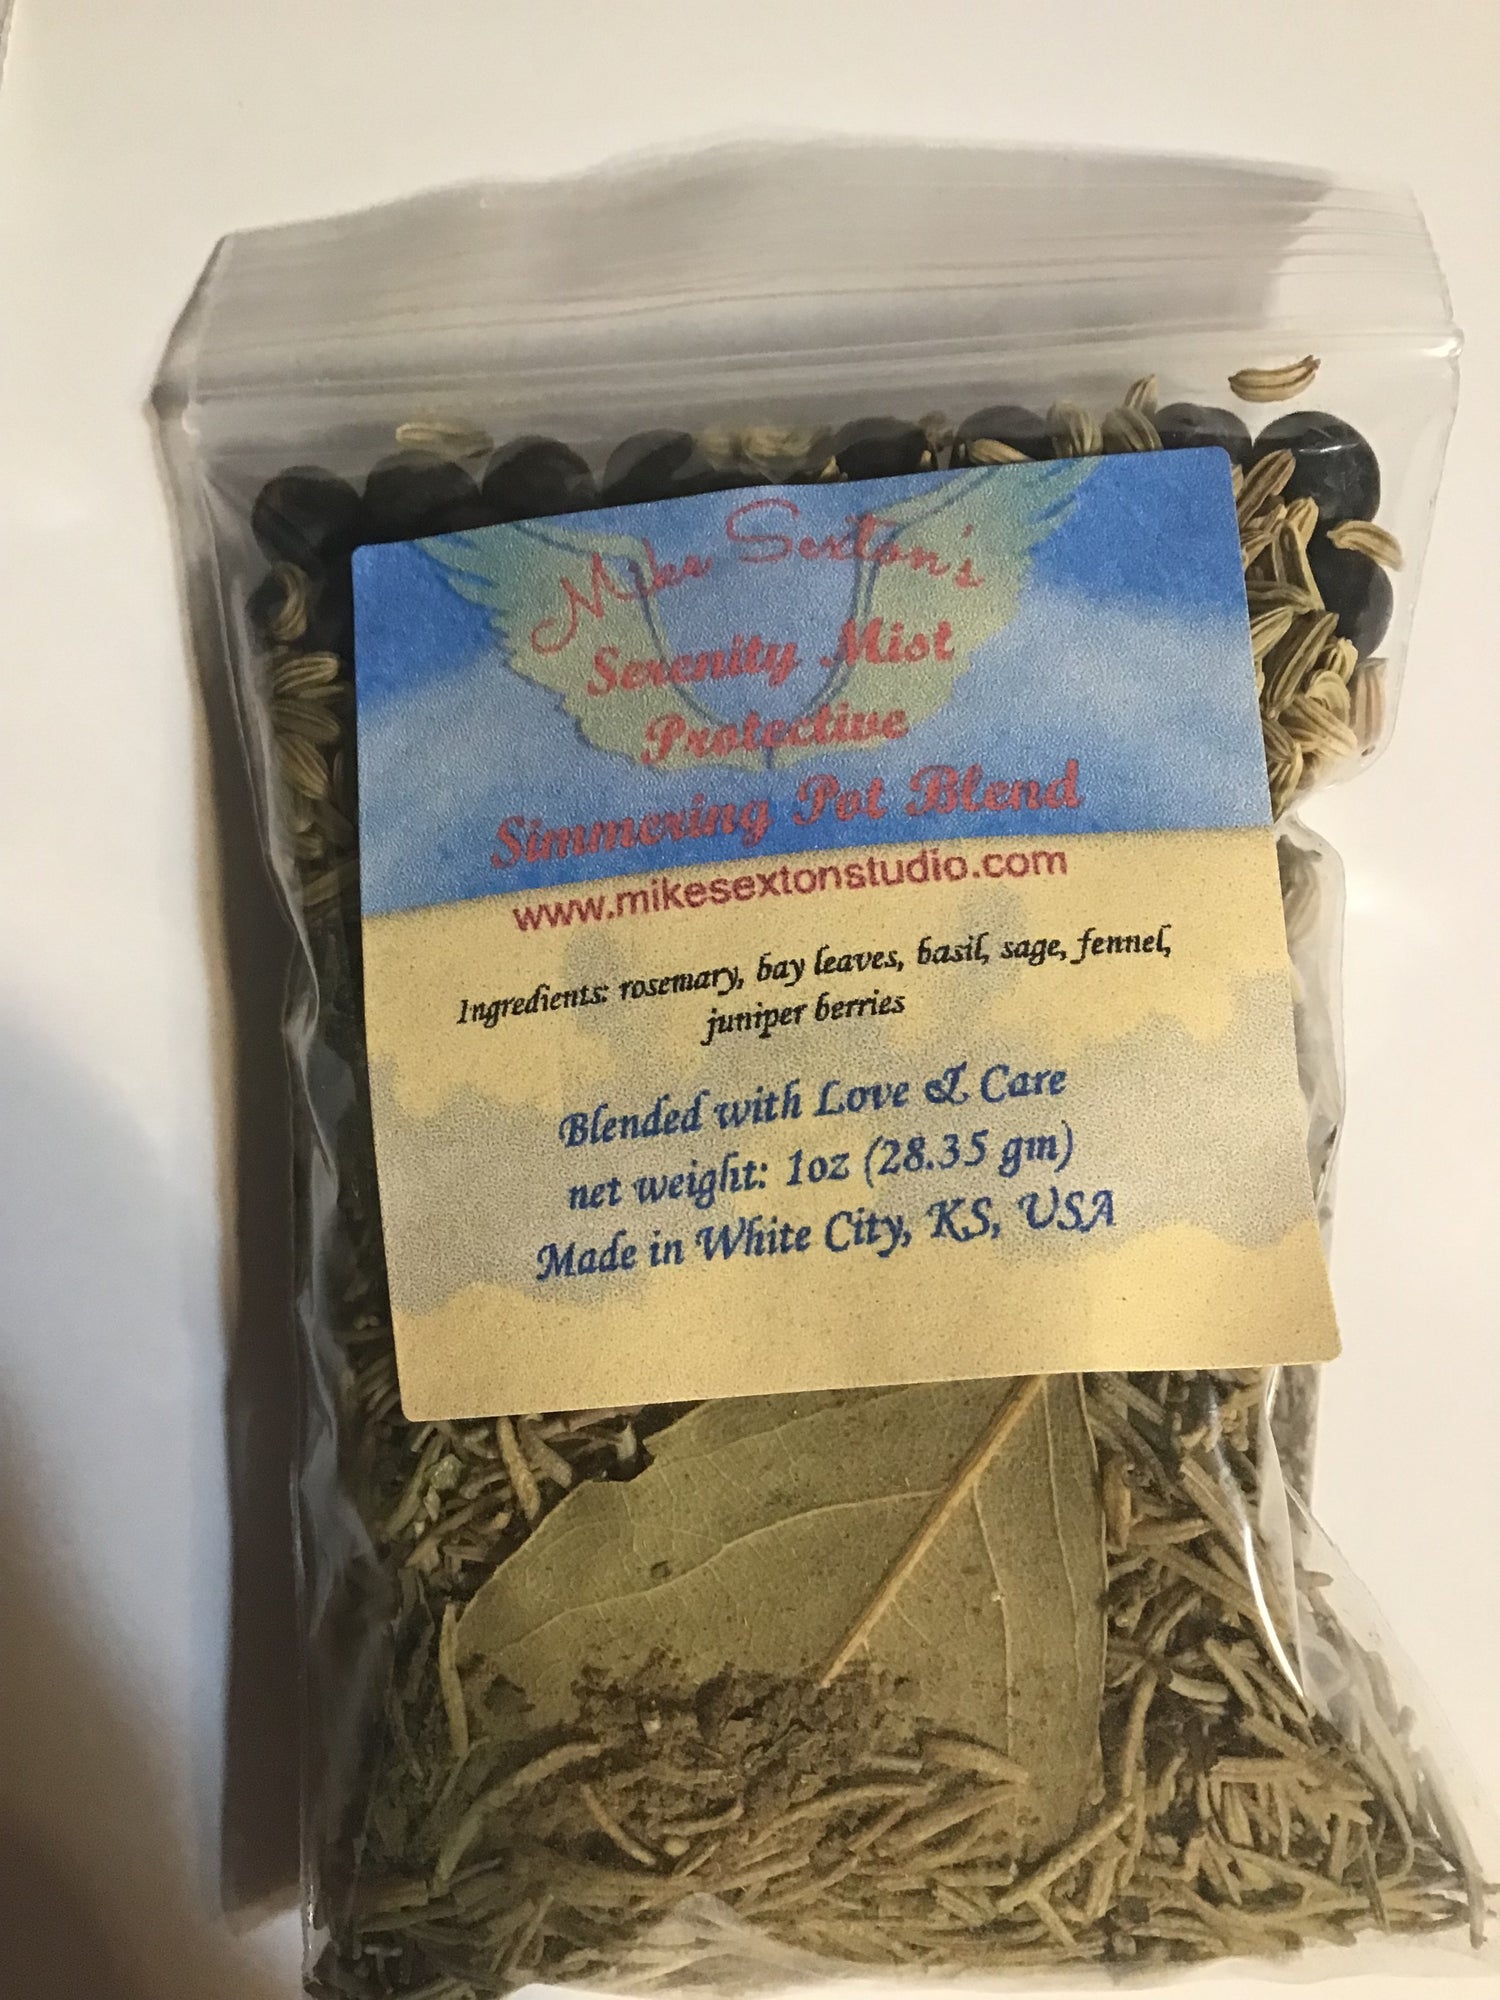 Mike Sexton's
Serenity Mist
Protective
Simmering Pot Blend
www.mikesextonstudio.com
Ingredients: rosemary, bay leaves, basil, sage, fennel,
juniper berries
Blended with Love & Care
net weight: 1oz (28.35 gm)
Made in White City, KS, USA